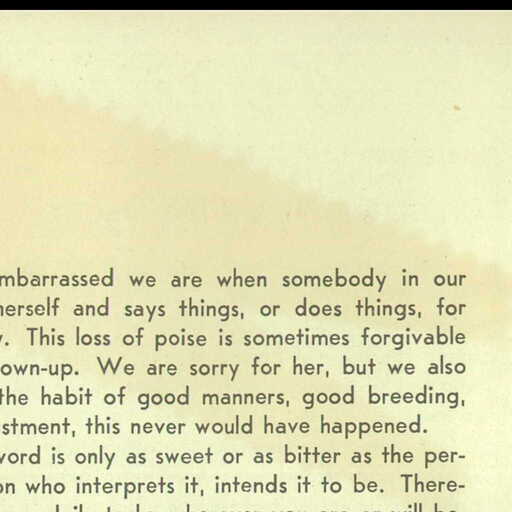 mbarrassed we are when somebody in our
herself and says things, or does things, for
. This loss of poise is sometimes forgivable
own-up. We are sorry for her, but we also
the habit of good manners, good breeding,
stment, this never would have happened.
word is only as sweet or as bitter as the per-
on who interprets it, intends it to be. There-